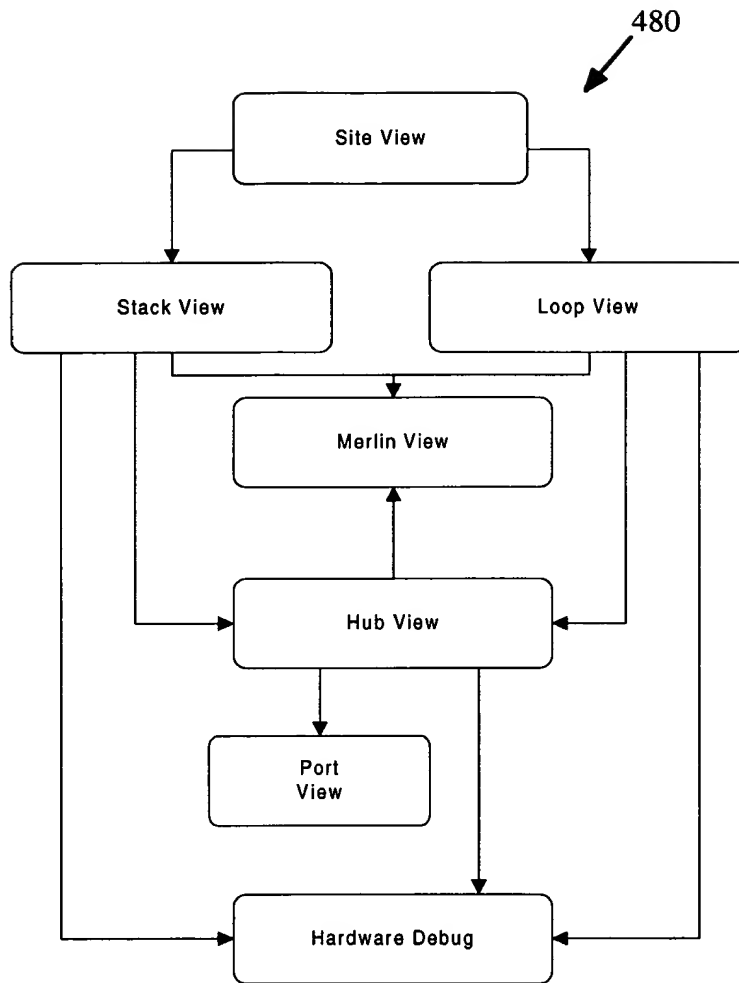 480
Site View
Stack View
Loop View
Merlin View
Hub View
Port
View
Hardware Debug